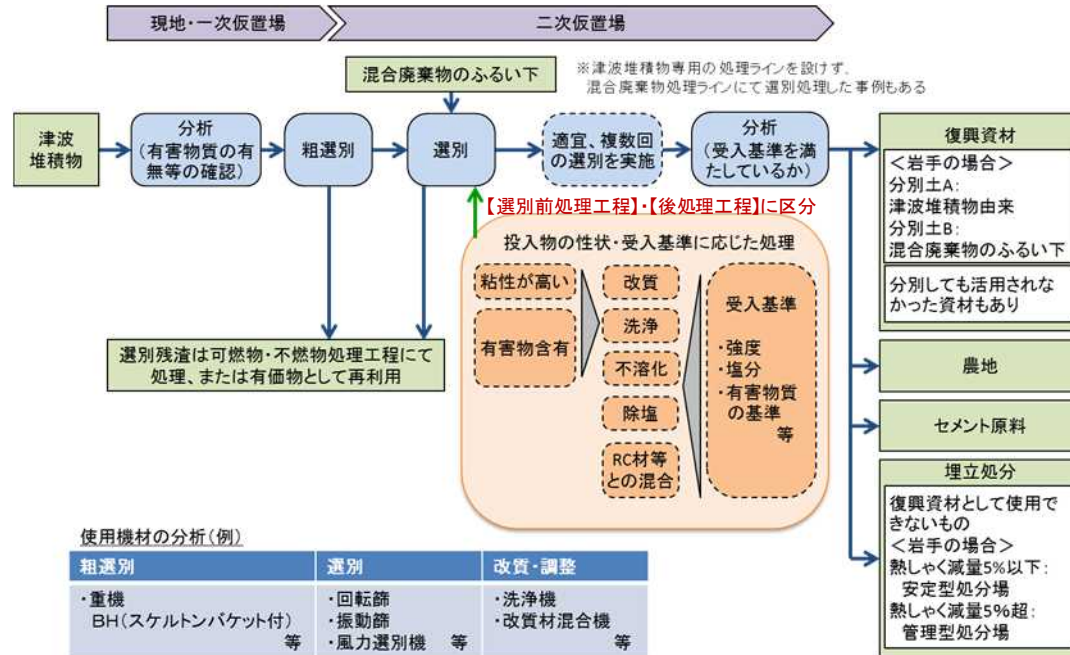 現地・一次仮置場
二次仮置場
混合廃棄物のふるい下
※津波堆積物専用の処理ラインを設けず、
混合廃棄物処理ラインにて選別処理した事例もある
津波
堆積物
分析
(有害物質の有
無等の確認)
粗選別
選別
適宜、複数回
の選別を実施
分析
(受入基準を満
たしているか)
復興資材
<岩手の場合>
分別土A:
津波堆積物由来
分別土B:
混合廃棄物のふるい下
分別しても活用されな
かった資材もあり
【選別前処理工程】・【後処理工程】に区分
投入物の性状・受入基準に応じた処理
粘性が高い
有害物含有
改質
洗浄
不溶化
除塩
RC材等
との混合
受入基準
・強度
・塩分
・有害物質
の基準
等
選別残渣は可燃物・不燃物処理工程にて
処理、または有価物として再利用
農地
セメント原料
埋立処分
復興資材として使用で
きないもの
<岩手の場合>
熱しゃく減量5%以下:
安定型処分場
熱しゃく減量5%超:
管理型処分場
使用機材の分析(例)
粗選別
選別
改質・調整
・重機
BH(スケルトンバケット付)
等
・回転篩
・振動篩
・風力選別機 等
・洗浄機
・改質材混合機
等